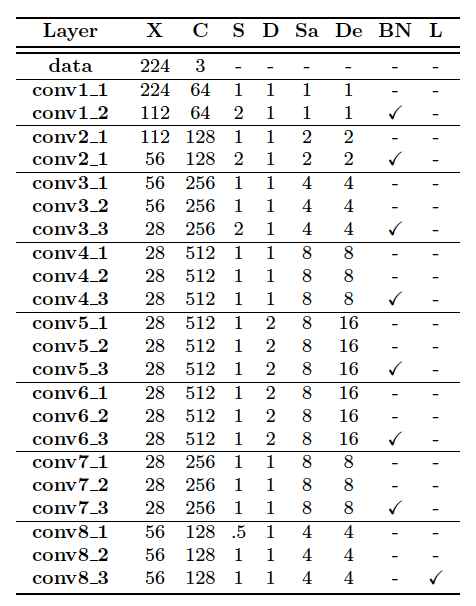 Layer X C S D Sa De BN L
data 224 3 - - - - - -
conv1_1 224 64 1 1 1 1 - -
conv1_2 112 64 2 1 1 1 ✓ -
conv2_1 112 128 1 1 2 2 - -
conv2_1 56 128 2 1 2 2 ✓ -
conv3_1 56 256 1 1 4 4 - -
conv3_2 56 256 1 1 4 4 - -
conv3_3 28 256 2 1 4 4 ✓ -
conv4_1 28 512 1 1 8 8 - -
conv4_2 28 512 1 1 8 8 - -
conv4_3 28 512 1 1 8 8 ✓ -
conv5_1 28 512 1 2 8 16 - -
conv5_2 28 512 1 2 8 16 - -
conv5_3 28 512 1 2 8 16 ✓ -
conv6_1 28 512 1 2 8 16 - -
conv6_2 28 512 1 2 8 16 - -
conv6_3 28 512 1 2 8 16 ✓ -
conv7_1 28 256 1 1 8 8 - -
conv7_2 28 256 1 1 8 8 - -
conv7_3 28 256 1 1 8 8 ✓ -
conv8_1 56 128 .5 1 4 4 - -
conv8_2 56 128 1 1 4 4 - -
conv8_3 56 128 1 1 4 4 - ✓